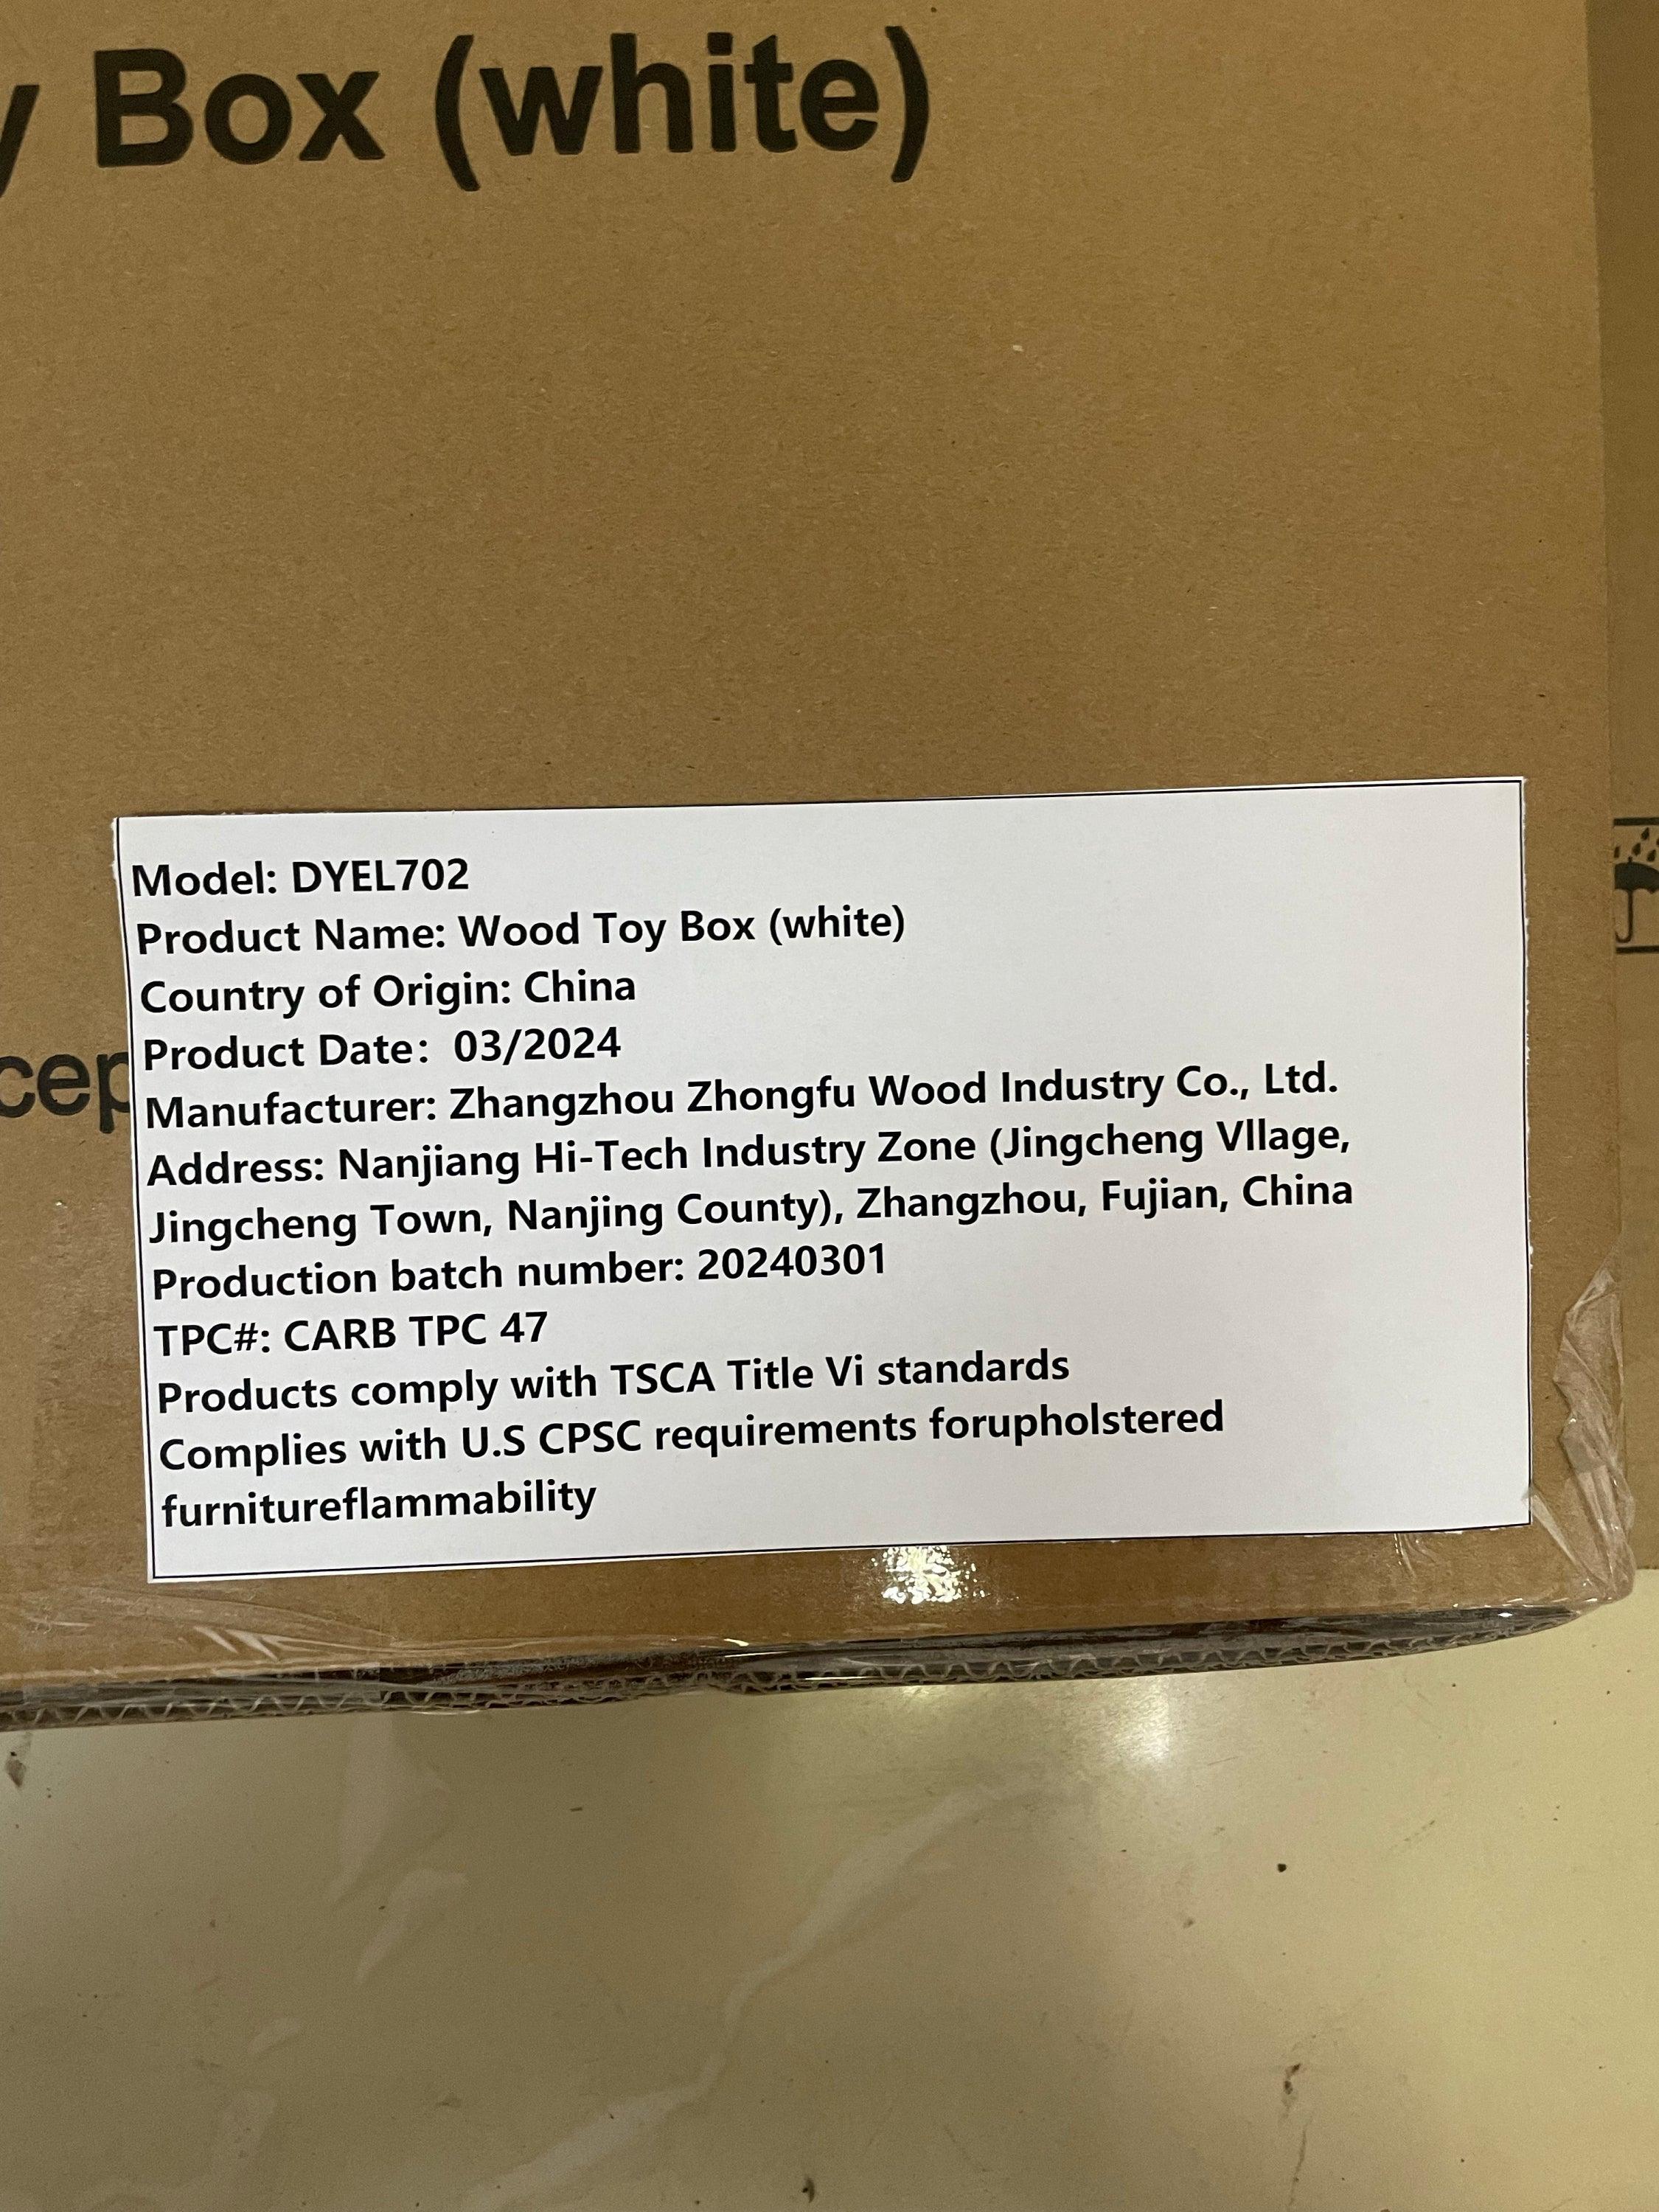 y Box (white)
Model: DYEL702
Product Name: Wood Toy Box (white)
Country of Origin: China
cep
Product Date: 03/2024
Manufacturer: Zhangzhou Zhongfu Wood Industry Co., Ltd.
Address: Nanjiang Hi-Tech Industry Zone (Jingcheng Vllage,
Jingcheng Town, Nanjing County), Zhangzhou, Fujian, China
Production batch number: 20240301
TPC#: CARB TPC 47
Products comply with TSCA Title Vi standards
Complies with U.S CPSC requirements forupholstered
furnitureflammability